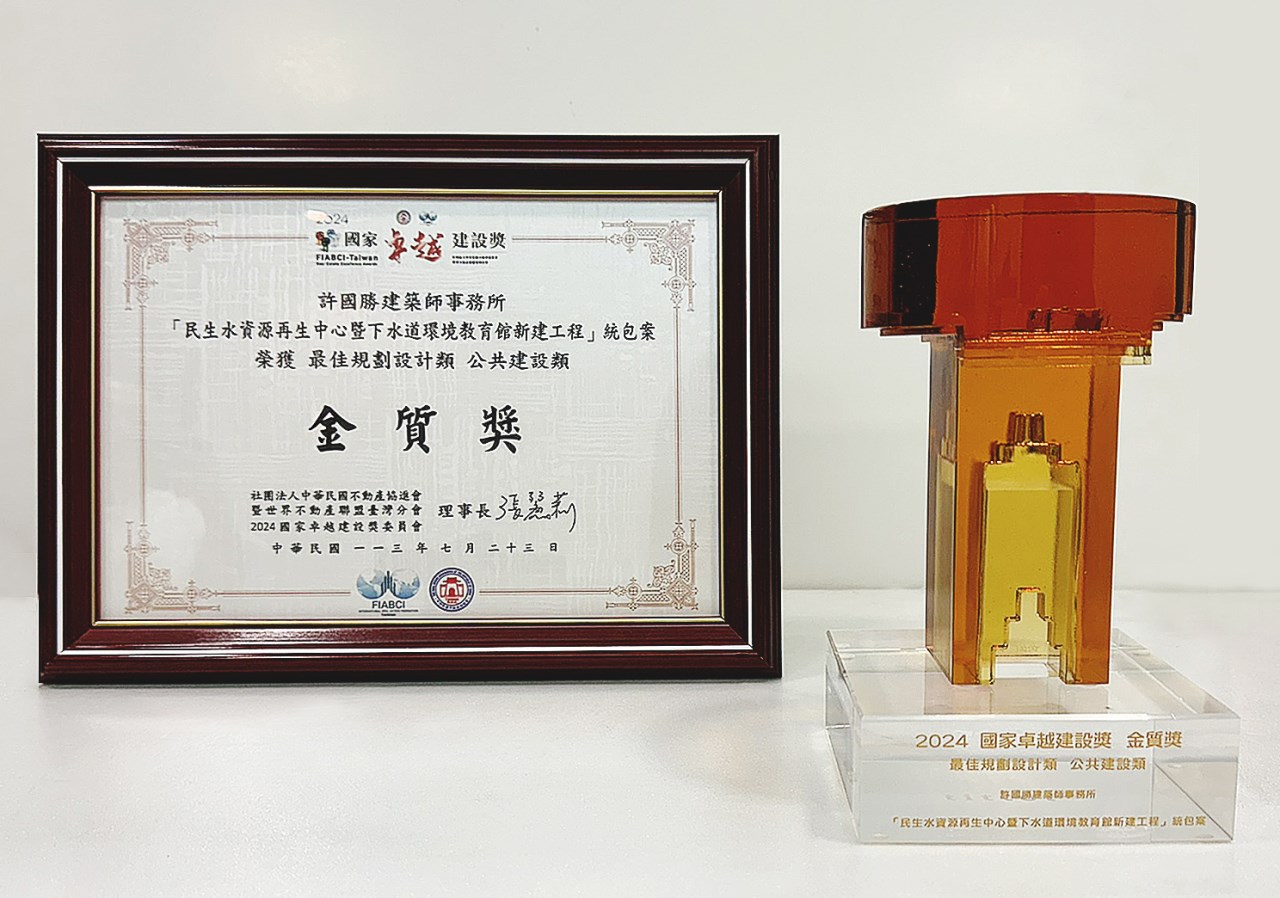 2024
國家 卓越 建設獎
FIABCI-Taiwan
Real Estate Excellence Awards
許國勝建築師事務所
「民生水資源再生中心暨下水道環境教育館新建工程」統包案
榮獲 最佳規劃設計類 公共建設類
金質獎
社團法人中華民國不動產協進會
暨世界不動產聯盟臺灣分會
2024國家卓越建設獎委員會
理事長
中華民國一一三年七月二十三日
FIABCI
2024 國家卓越建設獎 金質獎
最佳規劃設計類 公共建設類
許國勝建築師事務所
「民生水資源再生中心暨下水道環境教育館新建工程」統包案